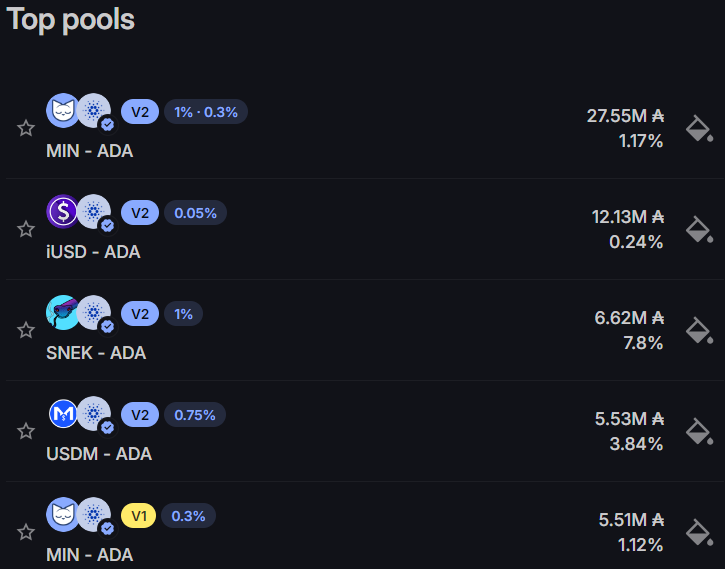 Top pools
V2 1% · 0.3%
MIN - ADA
27.55M ₳
1.17%
V2 0.05%
iUSD - ADA
12.13M ₳
0.24%
V2 1%
SNEK - ADA
6.62M ₳
7.8%
V2 0.75%
USDM - ADA
5.53M ₳
3.84%
V1 0.3%
MIN - ADA
5.51M ₳
1.12%